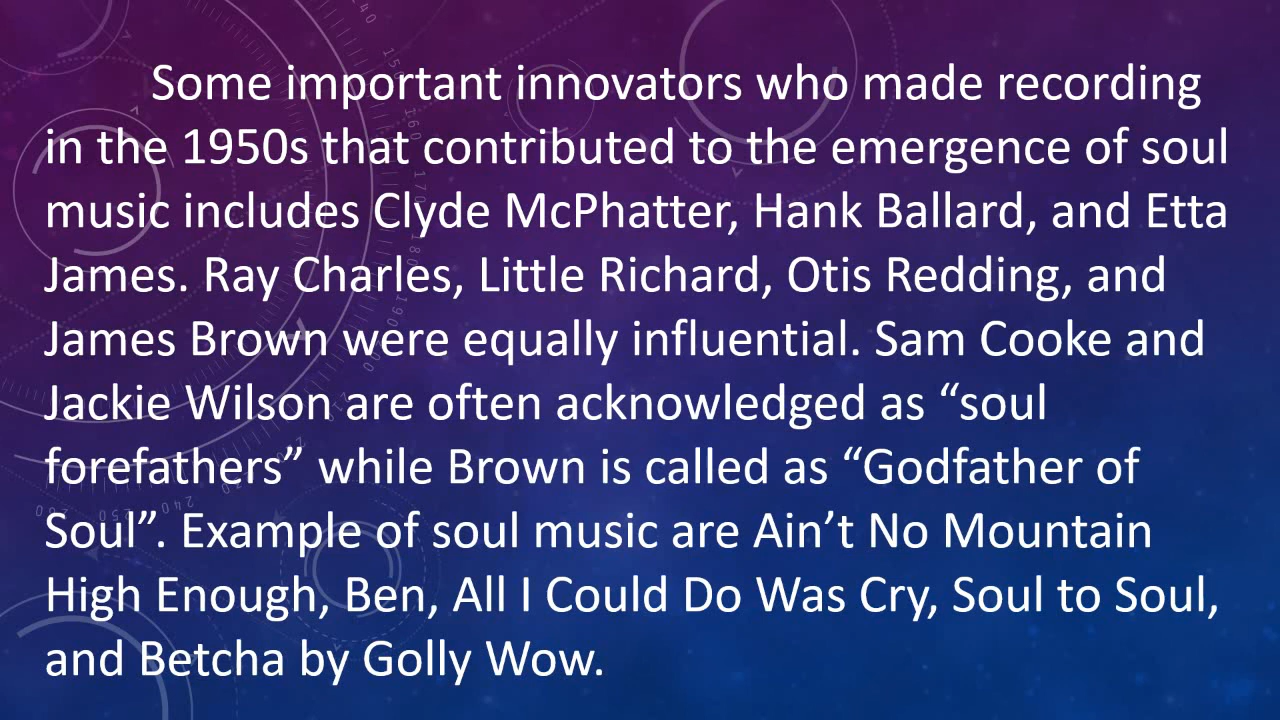 Some important innovators who made recording
in the 1950s that contributed to the emergence of soul
music includes Clyde McPhatter, Hank Ballard, and Etta
James. Ray Charles, Little Richard, Otis Redding, and
James Brown were equally influential. Sam Cooke and
Jackie Wilson are often acknowledged as “soul
forefathers” while Brown is called as “Godfather of
Soul”. Example of soul music are Ain’t No Mountain
High Enough, Ben, All I Could Do Was Cry, Soul to Soul,
and Betcha by Golly Wow.